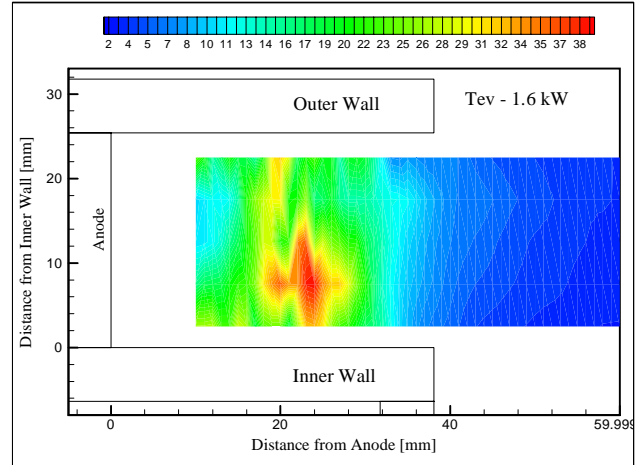 2 4 5 7 8 10 11 13 14 16 17 19 20 22 23 25 26 28 29 31 32 34 35 37 38
Outer Wall
Tev - 1.6 kW
30
20
10
0
Distance from Inner Wall [mm]
Anode
Inner Wall
0 20 40 59.999
Distance from Anode [mm]